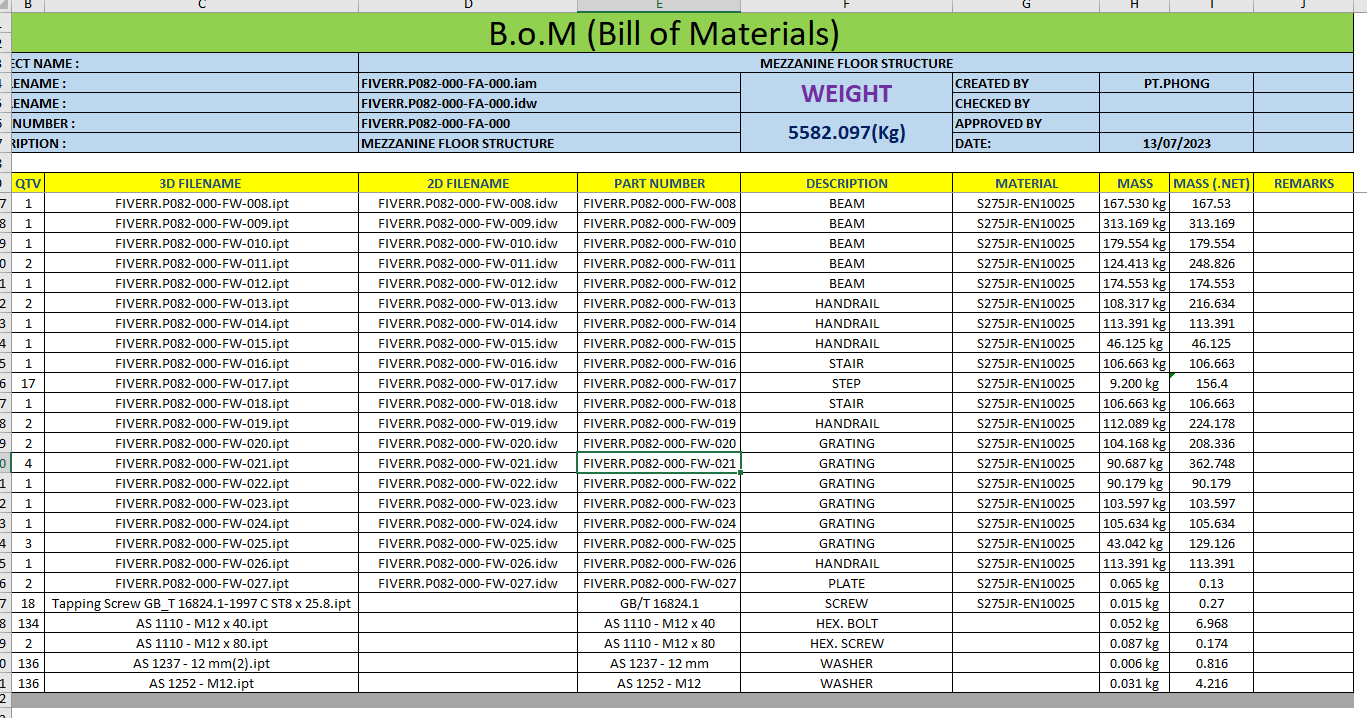 B C D E F G H I J
B.o.M (Bill of Materials)
ECT NAME : MEZZANINE FLOOR STRUCTURE
ENAME : FIVERR.P082-000-FA-000.iam WEIGHT CREATED BY PT.PHONG
ENAME : FIVERR.P082-000-FA-000.idw CHECKED BY
NUMBER : FIVERR.P082-000-FA-000 5582.097(Kg) APPROVED BY
RIPTION : MEZZANINE FLOOR STRUCTURE DATE: 13/07/2023
QTV 3D FILENAME 2D FILENAME PART NUMBER DESCRIPTION MATERIAL MASS MASS (.NET) REMARKS
7 1 FIVERR.P082-000-FW-008.ipt FIVERR.P082-000-FW-008.idw FIVERR.P082-000-FW-008 BEAM S275JR-EN10025 167.530 kg 167.53
8 1 FIVERR.P082-000-FW-009.ipt FIVERR.P082-000-FW-009.idw FIVERR.P082-000-FW-009 BEAM S275JR-EN10025 313.169 kg 313.169
9 1 FIVERR.P082-000-FW-010.ipt FIVERR.P082-000-FW-010.idw FIVERR.P082-000-FW-010 BEAM S275JR-EN10025 179.554 kg 179.554
0 2 FIVERR.P082-000-FW-011.ipt FIVERR.P082-000-FW-011.idw FIVERR.P082-000-FW-011 BEAM S275JR-EN10025 124.413 kg 248.826
1 1 FIVERR.P082-000-FW-012.ipt FIVERR.P082-000-FW-012.idw FIVERR.P082-000-FW-012 BEAM S275JR-EN10025 174.553 kg 174.553
2 2 FIVERR.P082-000-FW-013.ipt FIVERR.P082-000-FW-013.idw FIVERR.P082-000-FW-013 HANDRAIL S275JR-EN10025 108.317 kg 216.634
3 1 FIVERR.P082-000-FW-014.ipt FIVERR.P082-000-FW-014.idw FIVERR.P082-000-FW-014 HANDRAIL S275JR-EN10025 113.391 kg 113.391
4 1 FIVERR.P082-000-FW-015.ipt FIVERR.P082-000-FW-015.idw FIVERR.P082-000-FW-015 HANDRAIL S275JR-EN10025 46.125 kg 46.125
5 1 FIVERR.P082-000-FW-016.ipt FIVERR.P082-000-FW-016.idw FIVERR.P082-000-FW-016 STAIR S275JR-EN10025 106.663 kg 106.663
6 17 FIVERR.P082-000-FW-017.ipt FIVERR.P082-000-FW-017.idw FIVERR.P082-000-FW-017 STEP S275JR-EN10025 9.200 kg 156.4
7 1 FIVERR.P082-000-FW-018.ipt FIVERR.P082-000-FW-018.idw FIVERR.P082-000-FW-018 STAIR S275JR-EN10025 106.663 kg 106.663
8 2 FIVERR.P082-000-FW-019.ipt FIVERR.P082-000-FW-019.idw FIVERR.P082-000-FW-019 HANDRAIL S275JR-EN10025 112.089 kg 224.178
9 2 FIVERR.P082-000-FW-020.ipt FIVERR.P082-000-FW-020.idw FIVERR.P082-000-FW-020 GRATING S275JR-EN10025 104.168 kg 208.336
0 4 FIVERR.P082-000-FW-021.ipt FIVERR.P082-000-FW-021.idw FIVERR.P082-000-FW-021 GRATING S275JR-EN10025 90.687 kg 362.748
1 1 FIVERR.P082-000-FW-022.ipt FIVERR.P082-000-FW-022.idw FIVERR.P082-000-FW-022 GRATING S275JR-EN10025 90.179 kg 90.179
2 1 FIVERR.P082-000-FW-023.ipt FIVERR.P082-000-FW-023.idw FIVERR.P082-000-FW-023 GRATING S275JR-EN10025 103.597 kg 103.597
3 1 FIVERR.P082-000-FW-024.ipt FIVERR.P082-000-FW-024.idw FIVERR.P082-000-FW-024 GRATING S275JR-EN10025 105.634 kg 105.634
4 3 FIVERR.P082-000-FW-025.ipt FIVERR.P082-000-FW-025.idw FIVERR.P082-000-FW-025 GRATING S275JR-EN10025 43.042 kg 129.126
5 1 FIVERR.P082-000-FW-026.ipt FIVERR.P082-000-FW-026.idw FIVERR.P082-000-FW-026 HANDRAIL S275JR-EN10025 113.391 kg 113.391
6 2 FIVERR.P082-000-FW-027.ipt FIVERR.P082-000-FW-027.idw FIVERR.P082-000-FW-027 PLATE S275JR-EN10025 0.065 kg 0.13
7 18 Tapping Screw GB_T 16824.1-1997 C ST8 x 25.8.ipt GB/T 16824.1 SCREW S275JR-EN10025 0.015 kg 0.27
8 134 AS 1110 - M12 x 40.ipt AS 1110 - M12 x 40 HEX. BOLT 0.052 kg 6.968
9 2 AS 1110 - M12 x 80.ipt AS 1110 - M12 x 80 HEX. SCREW 0.087 kg 0.174
0 136 AS 1237 - 12 mm(2).ipt AS 1237 - 12 mm WASHER 0.006 kg 0.816
1 136 AS 1252 - M12.ipt AS 1252 - M12 WASHER 0.031 kg 4.216
2